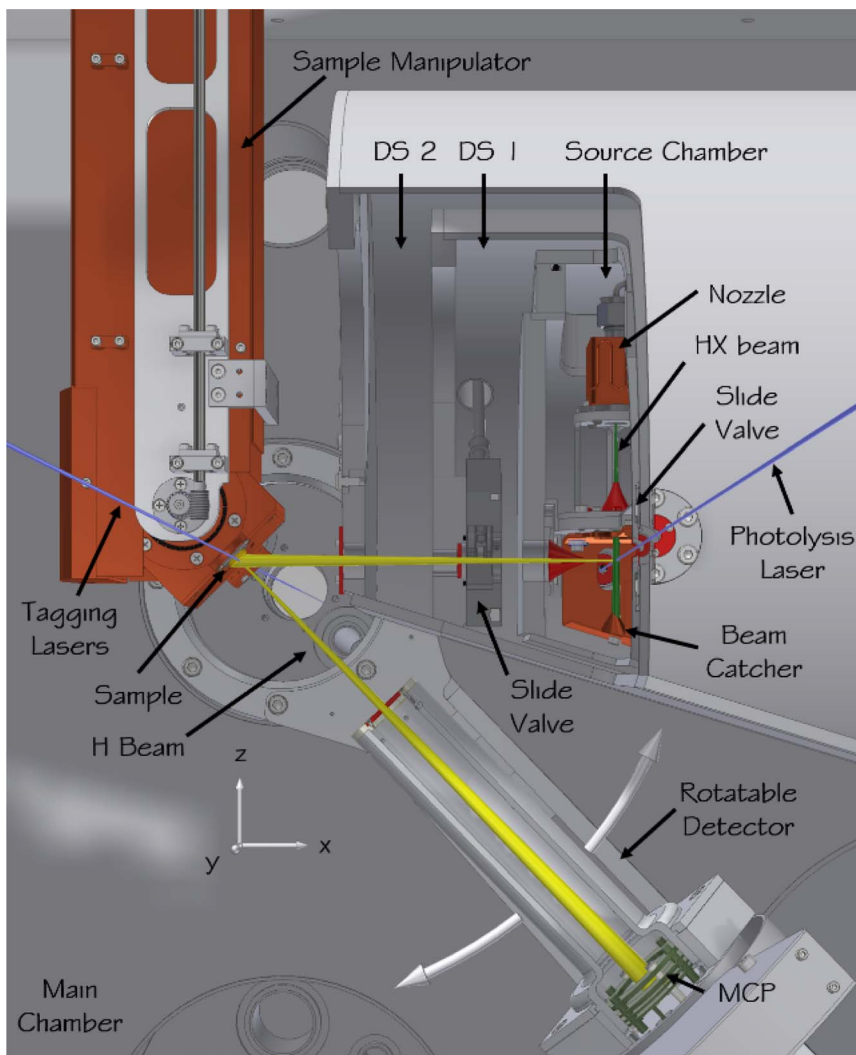 Sample Manipulator
DS 2 DS 1 Source Chamber
Nozzle
HX beam
Slide
Valve
Photolysis
Laser
Tagging
Lasers
Beam
Catcher
Sample
Slide
Valve
H Beam
z
x
y
Rotatable
Detector
MCP
Main
Chamber